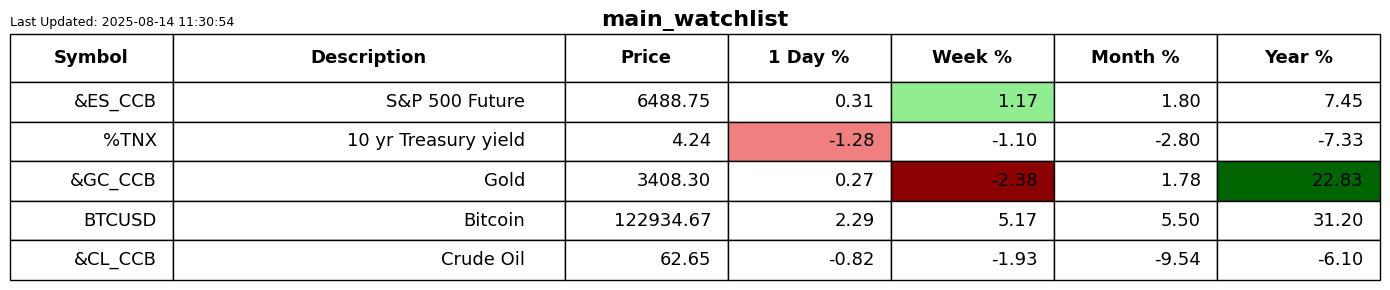 Last Updated: 2025-08-14 11:30:54
main_watchlist
Symbol Description Price 1 Day % Week % Month % Year %
&ES_CCB S&P 500 Future 6488.75 0.31 1.17 1.80 7.45
%TNX 10 yr Treasury yield 4.24 -1.28 -1.10 -2.80 -7.33
&GC_CCB Gold 3408.30 0.27 -2.38 1.78 22.83
BTCUSD Bitcoin 122934.67 2.29 5.17 5.50 31.20
&CL_CCB Crude Oil 62.65 -0.82 -1.93 -9.54 -6.10